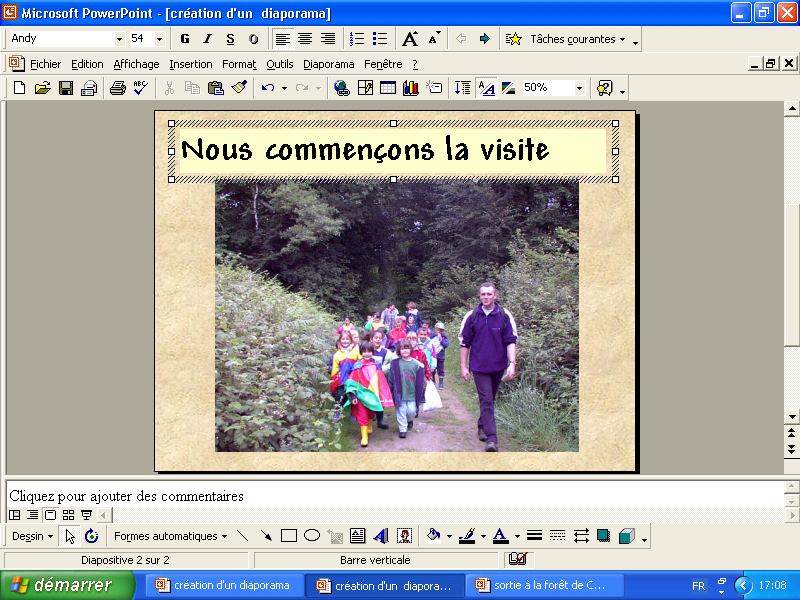 Microsoft PowerPoint - [création d'un  diaporama]
Andy 54 G I S O Tâches courantes
Fichier Edition Affichage Insertion Format Outils Diaporama Fenêtre ?
50%
Nous commençons la visite
Cliquez pour ajouter des commentaires
Dessin Formes automatiques
Diapositive 2 sur 2 Barre verticale
démarrer création d'un diaporama création d'un  diapora... sortie à la forêt de C... FR 17:08